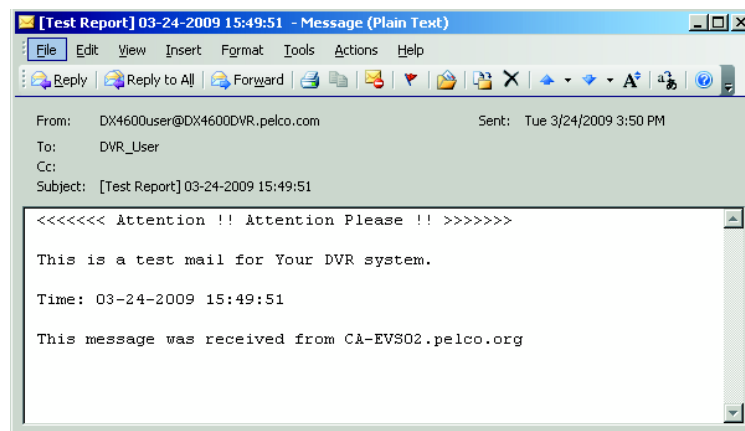 [Test Report] 03-24-2009 15:49:51 - Message (Plain Text)
File Edit View Insert Format Tools Actions Help
Reply Reply to All Forward
From: DX4600user@DX4600DVR.pelco.com Sent: Tue 3/24/2009 3:50 PM
To: DVR_User
Cc:
Subject: [Test Report] 03-24-2009 15:49:51
<<<<<<< Attention !! Attention Please !! >>>>>>>
This is a test mail for Your DVR system.
Time: 03-24-2009 15:49:51
This message was received from CA-EVS02.pelco.org